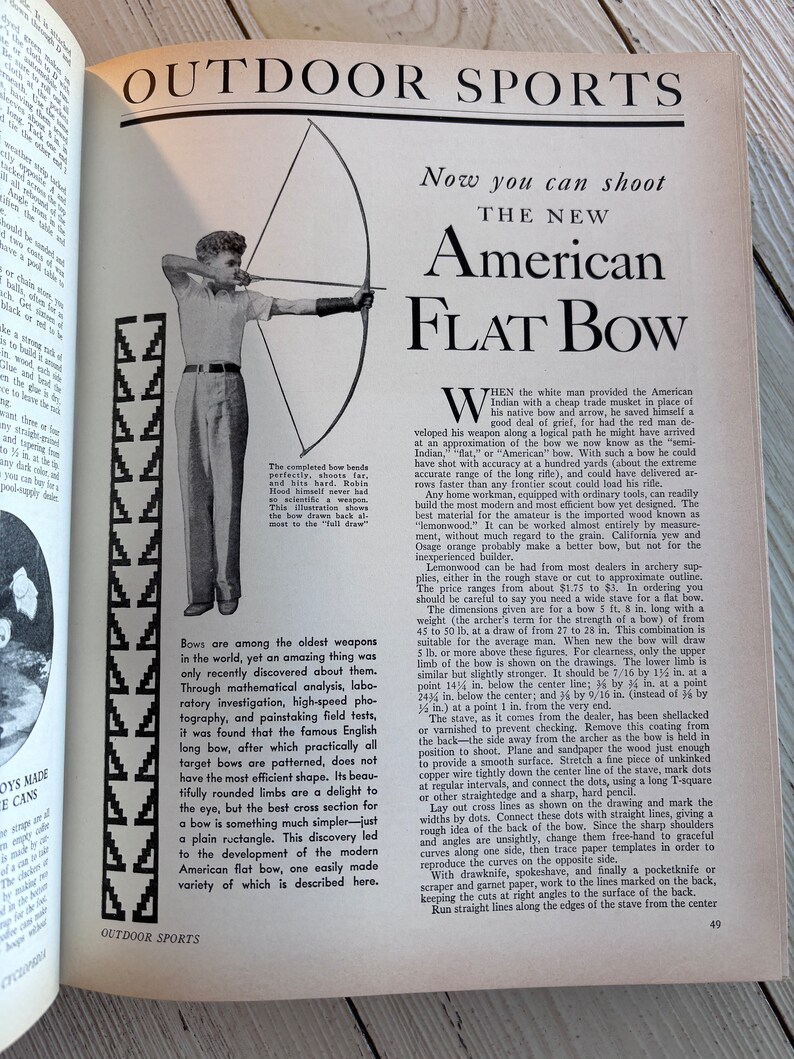 OUTDOOR SPORTS
Now you can shoot
THE NEW
American
FLAT BOW
The completed bow bends
perfectly, shoots far,
and hits hard. Robin
Hood himself never had
so scientific a weapon.
This illustration shows
the bow drawn back al-
most to the "full draw"
Bows are among the oldest weapons
in the world, yet an amazing thing was
only recently discovered about them.
Through mathematical analysis, labo-
ratory investigation, high-speed pho-
tography, and painstaking field tests,
it was found that the famous English
long bow, after which practically all
target bows are patterned, does not
have the most efficient shape. Its beau-
tifully rounded limbs are a delight to
the eye, but the best cross section for
a bow is something much simpler—just
a plain rectangle. This discovery led
to the development of the modern
American flat bow, one easily made
variety of which is described here.
WHEN the white man provided the American
Indian with a cheap trade musket in place of
his native bow and arrow, he saved himself a
good deal of grief, for had the red man de-
veloped his weapon along a logical path he might have arrived
at an approximation of the bow we now know as the "semi-
Indian," "flat," or "American" bow. With such a bow he could
have shot with accuracy at a hundred yards (about the extreme
accurate range of the long rifle), and could have delivered ar-
rows faster than any frontier scout could load his rifle.
Any home workman, equipped with ordinary tools, can readily
build the most modern and most efficient bow yet designed. The
best material for the amateur is the imported wood known as
"lemonwood." It can be worked almost entirely by measure-
ment, without much regard to the grain. California yew and
Osage orange probably make a better bow, but not for the
inexperienced builder.
Lemonwood can be had from most dealers in archery sup-
plies, either in the rough stave or cut to approximate outline.
The price ranges from about $1.75 to $3. In ordering you
should be careful to say you need a wide stave for a flat bow.
The dimensions given are for a bow 5 ft. 8 in. long with a
weight (the archer's term for the strength of a bow) of from
45 to 50 lb. at a draw of from 27 to 28 in. This combination is
suitable for the average man. When new the bow will draw
5 lb. or more above these figures. For clearness, only the upper
limb of the bow is shown on the drawings. The lower limb is
similar but slightly stronger. It should be 7/16 by 1½ in. at a
point 14¼ in. below the center line; ⅜ by ¾ in. at a point
24¾ in. below the center; and ⅜ by 9/16 in. (instead of ⅜ by
½ in.) at a point 1 in. from the very end.
The stave, as it comes from the dealer, has been shellacked
or varnished to prevent checking. Remove this coating from
the back—the side away from the archer as the bow is held in
position to shoot. Plane and sandpaper the wood just enough
to provide a smooth surface. Stretch a fine piece of unkinked
copper wire tightly down the center line of the stave, mark dots
at regular intervals, and connect the dots, using a long T-square
or other straightedge and a sharp, hard pencil.
Lay out cross lines as shown on the drawing and mark the
widths by dots. Connect these dots with straight lines, giving a
rough idea of the back of the bow. Since the sharp shoulders
and angles are unsightly, change them free-hand to graceful
curves along one side, then trace paper templates in order to
reproduce the curves on the opposite side.
With drawknife, spokeshave, and finally a pocketknife or
scraper and garnet paper, work to the lines marked on the back,
keeping the cuts at right angles to the surface of the back.
Run straight lines along the edges of the stave from the center
OUTDOOR SPORTS
49